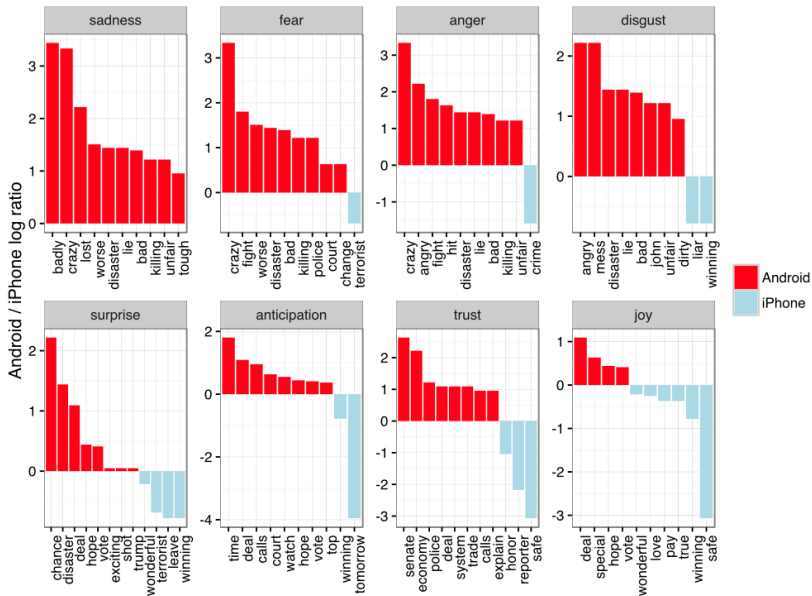 sadness
fear
anger
disgust
3
2
1
0
badly
crazy
lost
worse
disaster
lie
bad
killing
unfair
tough
3
2
1
0
crazy
fight
worse
disaster
bad
killing
police
court
change
terrorist
3
2
1
0
-1
crazy
angry
fight
hit
disaster
lie
bad
killing
unfair
crime
2
1
0
angry
mess
disaster
lie
bad
john
unfair
dirty
liar
winning
Android / iPhone log ratio
Android
iPhone
surprise
anticipation
trust
joy
2
1
0
chance
disaster
deal
hope
vote
exciting
shot
trump
wonderful
terrorist
leave
winning
2
0
-2
-4
time
deal
calls
court
watch
hope
vote
top
winning
tomorrow
2
1
0
-1
-2
-3
senate
economy
police
deal
system
trade
calls
explain
honor
reporter
safe
1
0
-1
-2
-3
deal
special
hope
vote
wonderful
love
pay
true
winning
safe